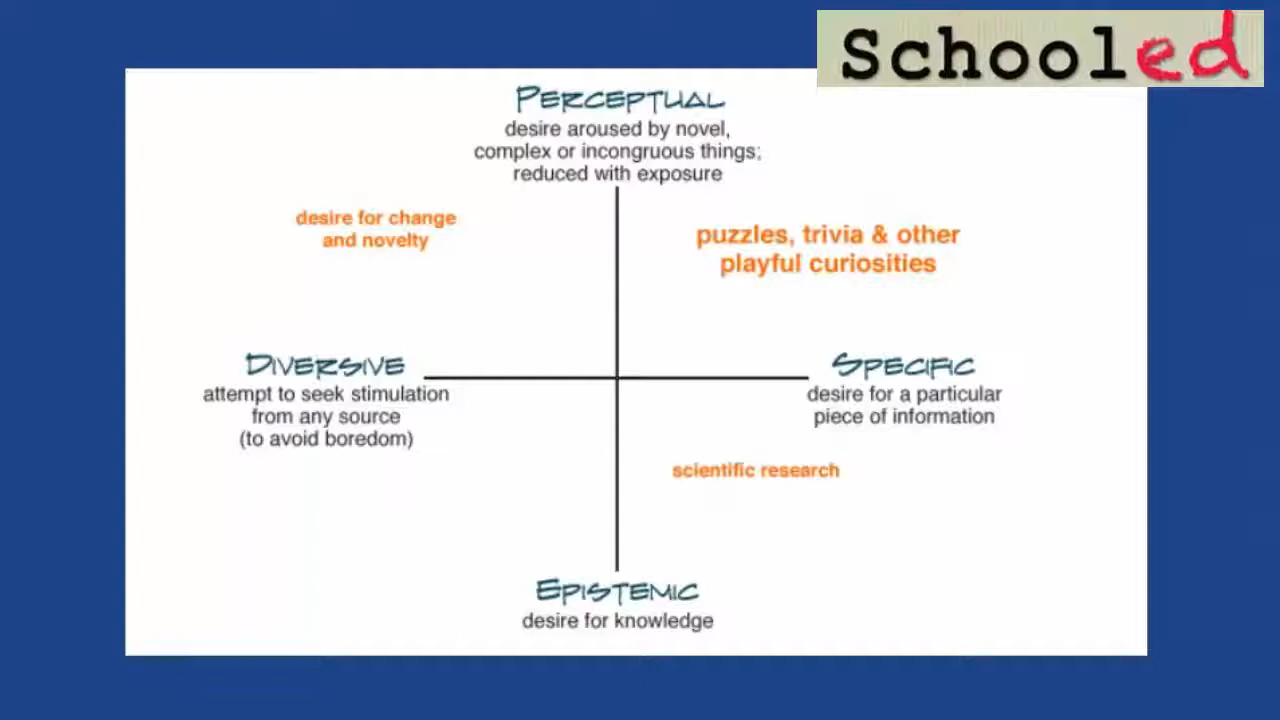 Schooled
PERCEPTUAL
desire aroused by novel,
complex or incongruous things;
reduced with exposure
desire for change
and novelty
puzzles, trivia & other
playful curiosities
DIVERSIVE
attempt to seek stimulation
from any source
(to avoid boredom)
SPECIFIC
desire for a particular
piece of information
scientific research
EPISTEMIC
desire for knowledge